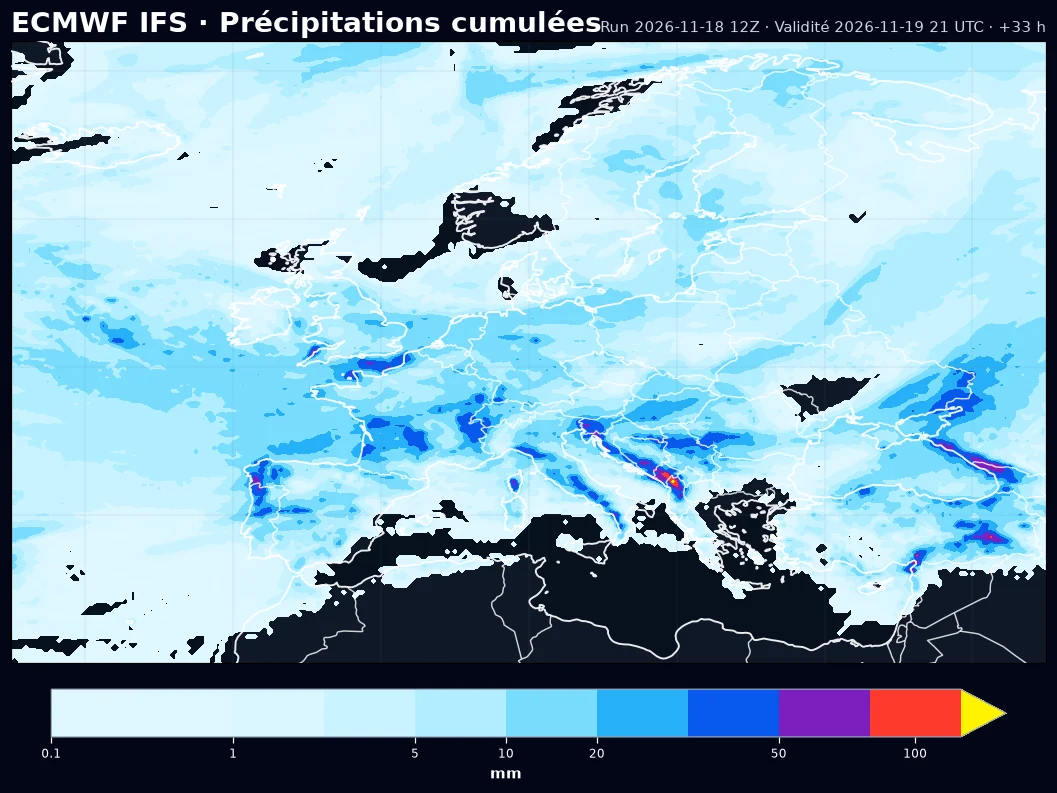 ECMWF IFS · Précipitations cumulées
Run 2026-11-18 12Z · Validité 2026-11-19 21 UTC · +33 h
0.1 1 5 10 20 50 100
mm